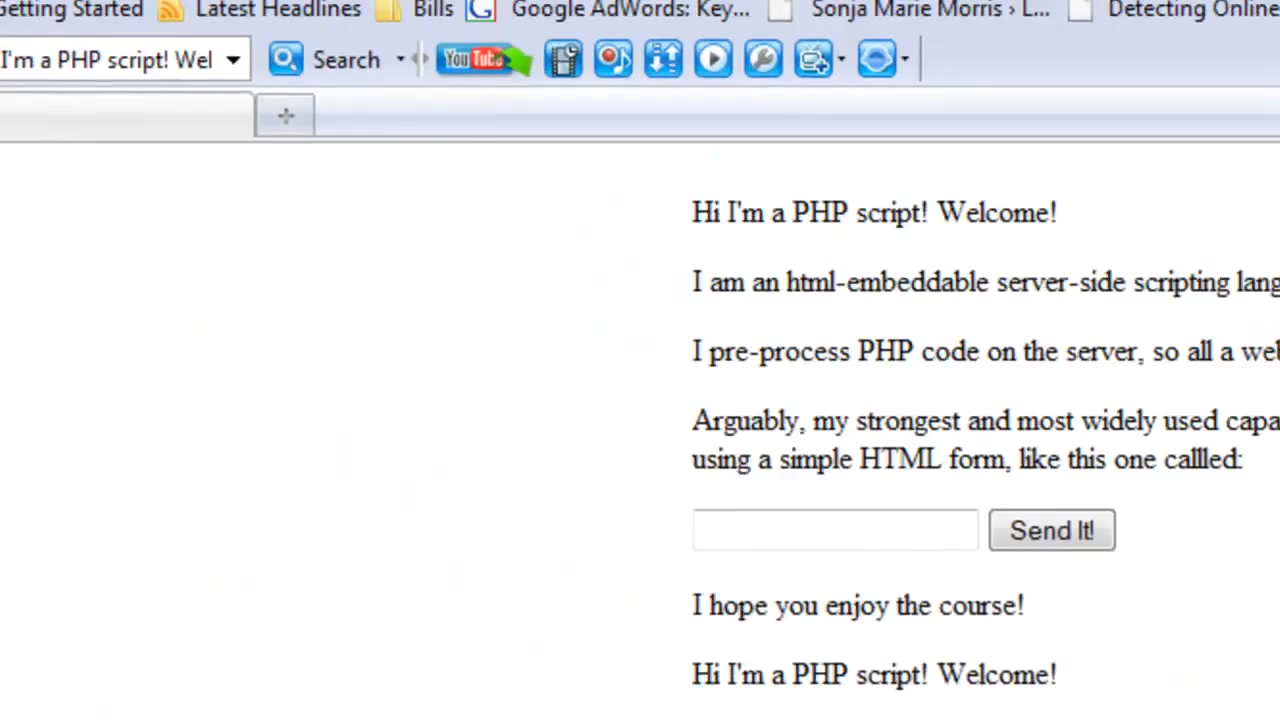 Getting Started Latest Headlines Bills Google AdWords: Key... Sonja Marie Morris › L... Detecting Online
I'm a PHP script! Wel Search YouTube
Hi I'm a PHP script! Welcome!
I am an html-embeddable server-side scripting lang
I pre-process PHP code on the server, so all a web
Arguably, my strongest and most widely used capa
using a simple HTML form, like this one callled:
Send It!
I hope you enjoy the course!
Hi I'm a PHP script! Welcome!